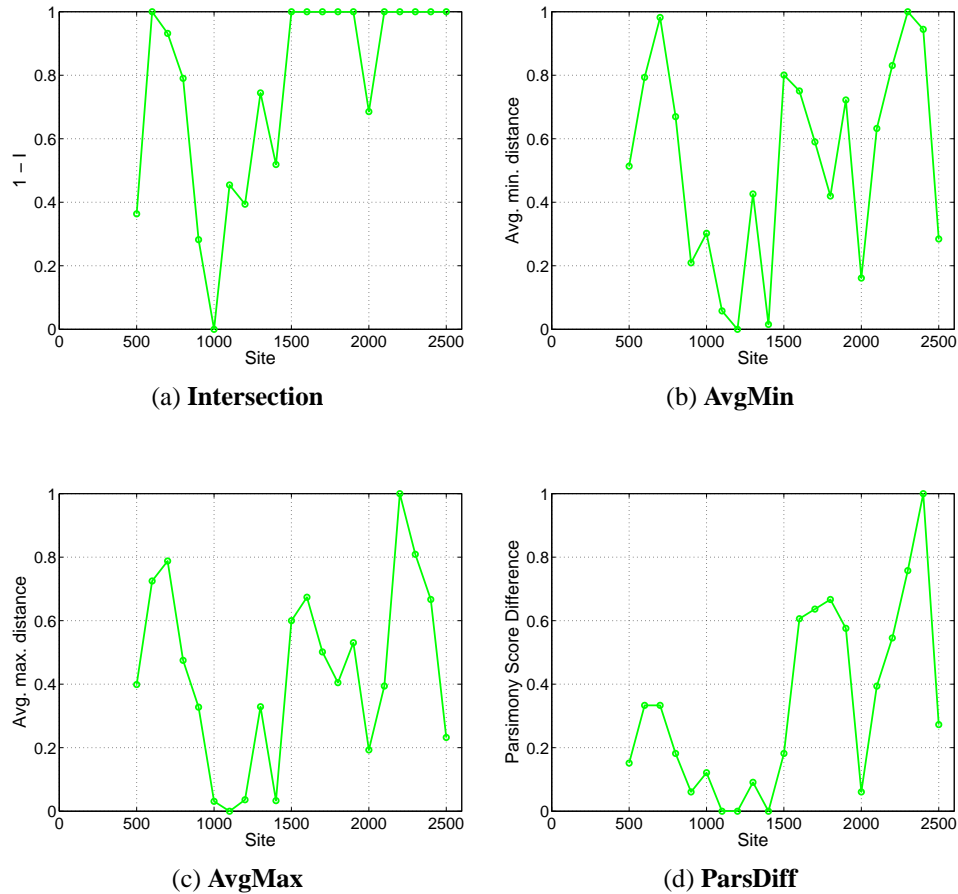 1
0.8
0.6
0.4
0.2
0
1 − I
0 500 1000 1500 2000 2500
Site
(a) Intersection
1
0.8
0.6
0.4
0.2
0
Avg. min. distance
0 500 1000 1500 2000 2500
Site
(b) AvgMin
1
0.8
0.6
0.4
0.2
0
Avg. max. distance
0 500 1000 1500 2000 2500
Site
(c) AvgMax
1
0.8
0.6
0.4
0.2
0
Parsimony Score Difference
0 500 1000 1500 2000 2500
Site
(d) ParsDiff